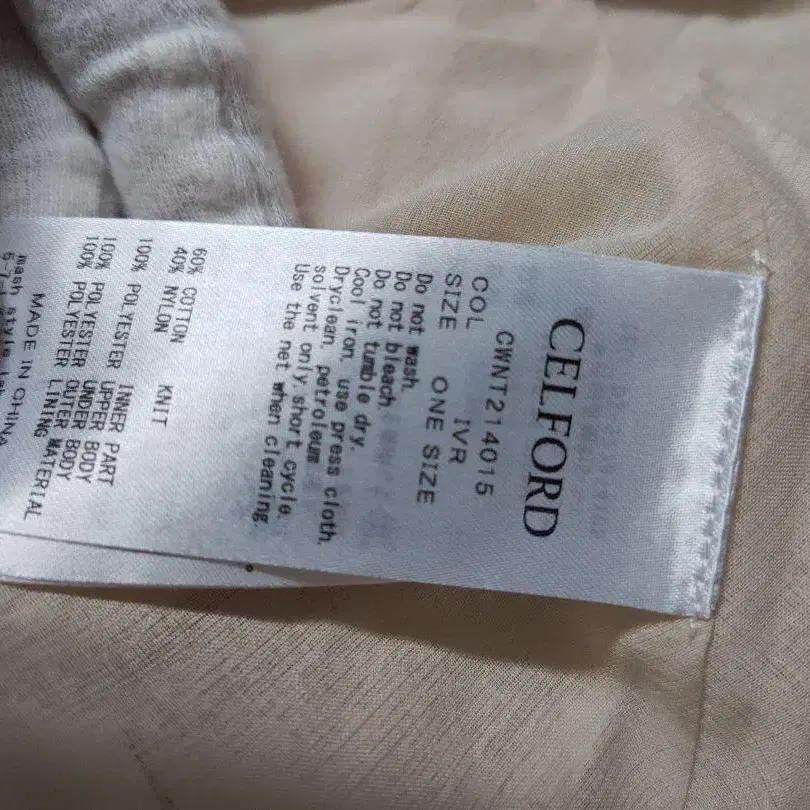 CELFORD
CWNT214015
COL IVR
SIZE ONE SIZE
Do not wash.
Do not bleach.
Do not tumble dry.
Cool iron, use press cloth.
Dryclean, petroleum
solvent only,short cycle.
Use the net when cleaning.
60% COTTON
40% NYLON KNIT
100% POLYESTER INNER PART
UPPER BODY
100% POLYESTER UNDER BODY
OUTER BODY
100% POLYESTER LINING MATERIAL
MADE IN CHINA
mash style lab